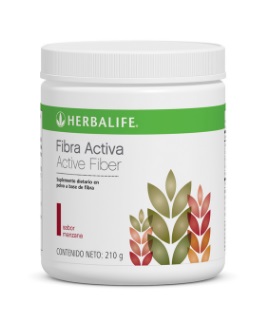 HERBALIFE.
Fibra Activa
Active Fiber
Suplemento dietario en
polvo a base de fibra
sabor
manzana
CONTENIDO NETO: 210 g